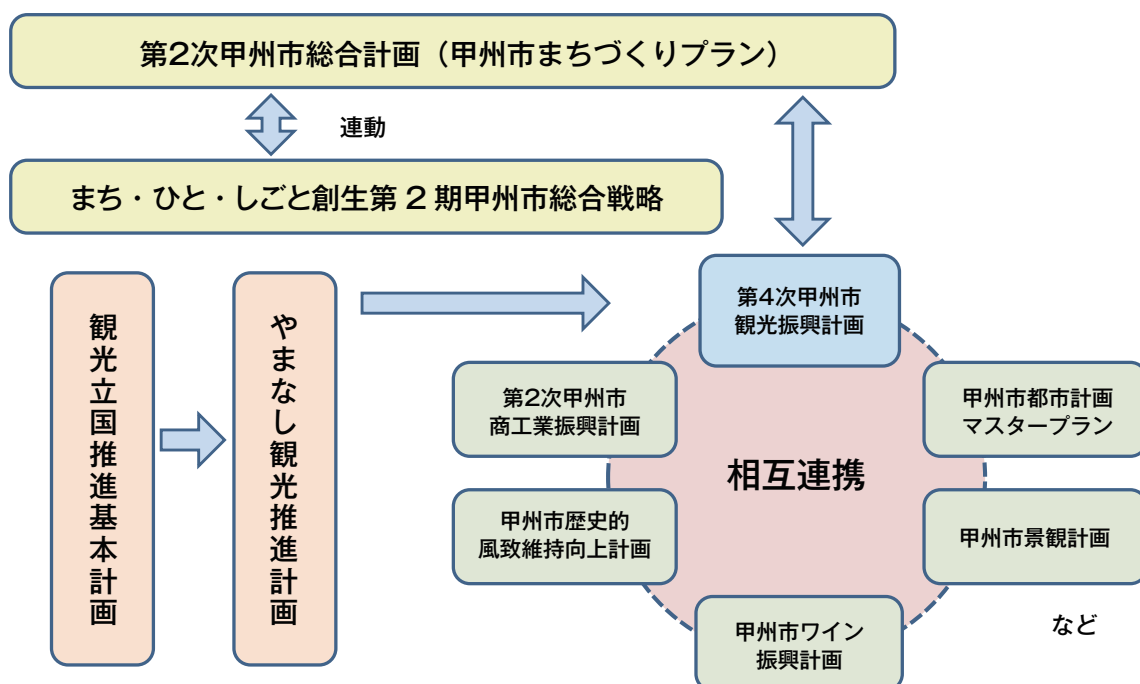 第2次甲州市総合計画（甲州市まちづくりプラン）
連動
まち・ひと・しごと創生第２期甲州市総合戦略
観光立国推進基本計画
やまなし観光推進計画
第4次甲州市
観光振興計画
第2次甲州市
商工業振興計画
甲州市都市計画
マスタープラン
相互連携
甲州市歴史的
風致維持向上計画
甲州市景観計画
甲州市ワイン
振興計画
など